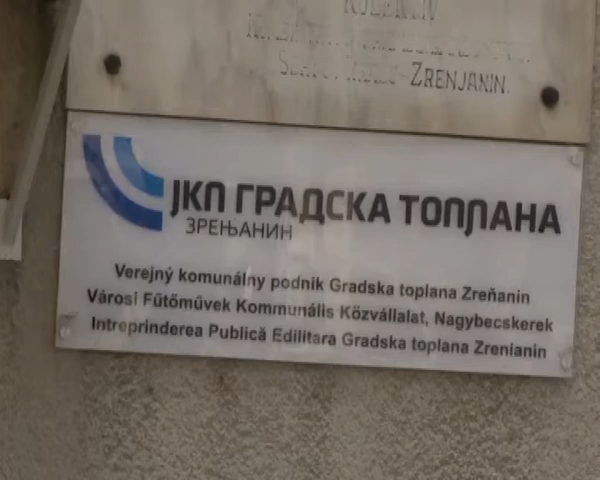 -ZRENJANIN.
ЈКП ГРАДСКА ТОПЛАНА
ЗРЕЊАНИН
Verejný komunálny podnik Gradska toplana Zreňanin
Városi Fűtőművek Kommunális Közvállalat, Nagybecskerek
Intreprinderea Publică Edilitara Gradska toplana Zrenianin